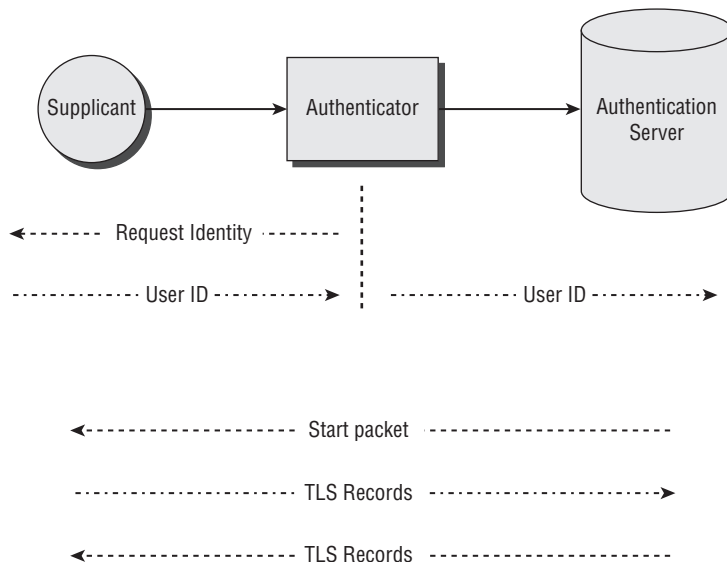 Supplicant
Authenticator
Authentication
Server
Request Identity
User ID
User ID
Start packet
TLS Records
TLS Records